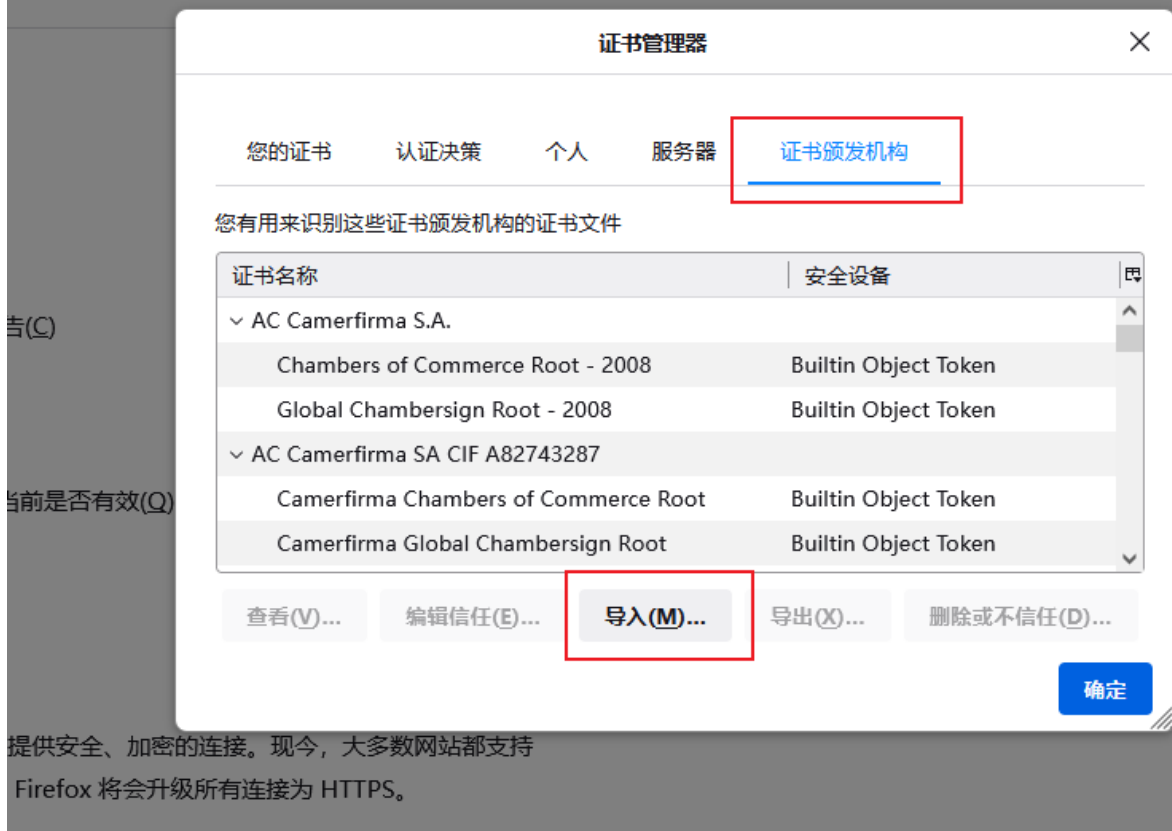 证书管理器
您的证书 认证决策 个人 服务器 证书颁发机构
您有用来识别这些证书颁发机构的证书文件
证书名称 安全设备
AC Camerfirma S.A.
告(C)
Chambers of Commerce Root - 2008 Builtin Object Token
Global Chambersign Root - 2008 Builtin Object Token
AC Camerfirma SA CIF A82743287
当前是否有效(Q)
Camerfirma Chambers of Commerce Root Builtin Object Token
Camerfirma Global Chambersign Root Builtin Object Token
查看(V)... 编辑信任(E)... 导入(M)... 导出(X)... 删除或不信任(D)...
确定
提供安全、加密的连接。现今，大多数网站都支持
Firefox 将会升级所有连接为 HTTPS。